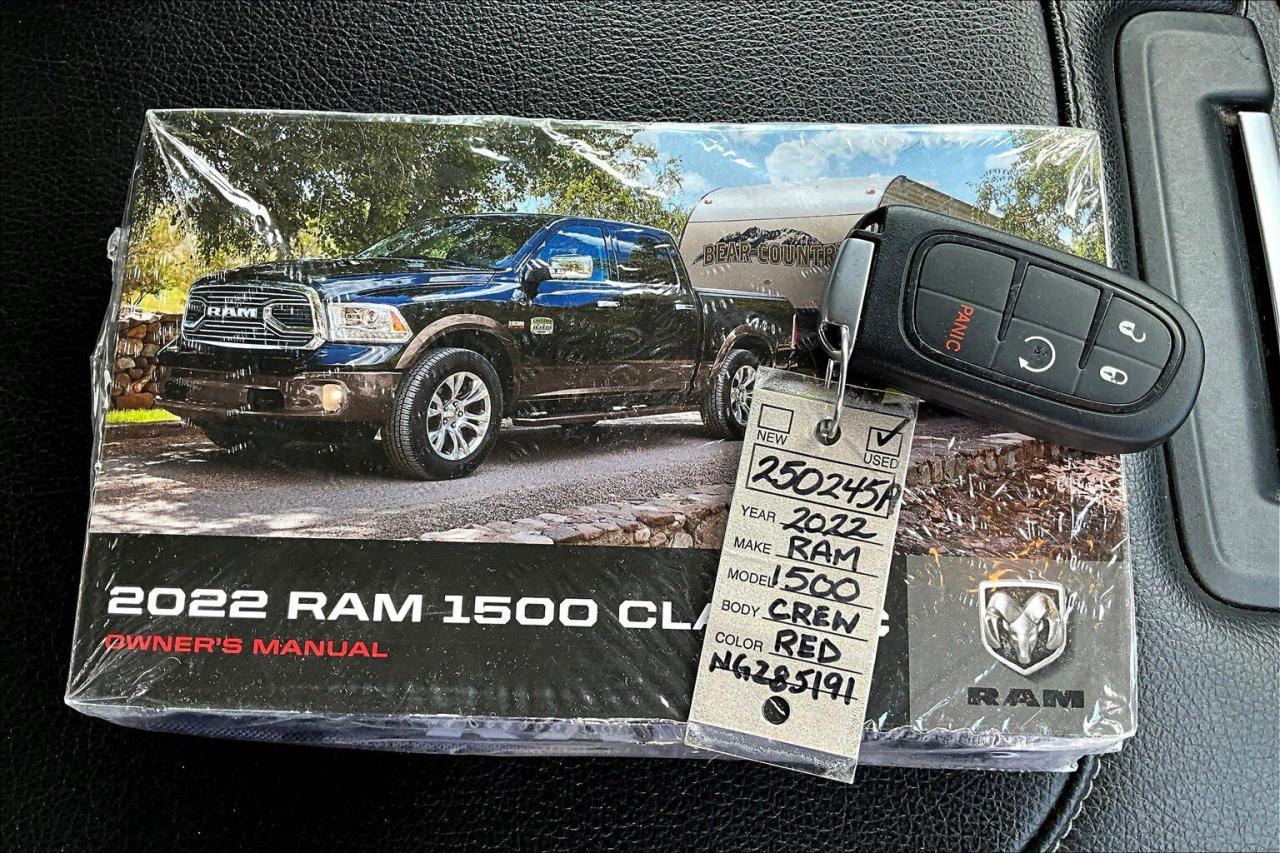 RAM
BEAR-COUNTR
PANIC
NEW
USED
250245A
YEAR 2022
MAKE RAM
MODEL 1500
BODY CREW
COLOR RED
NG285191
2022 RAM 1500 CLA C
OWNER'S MANUAL
RAM